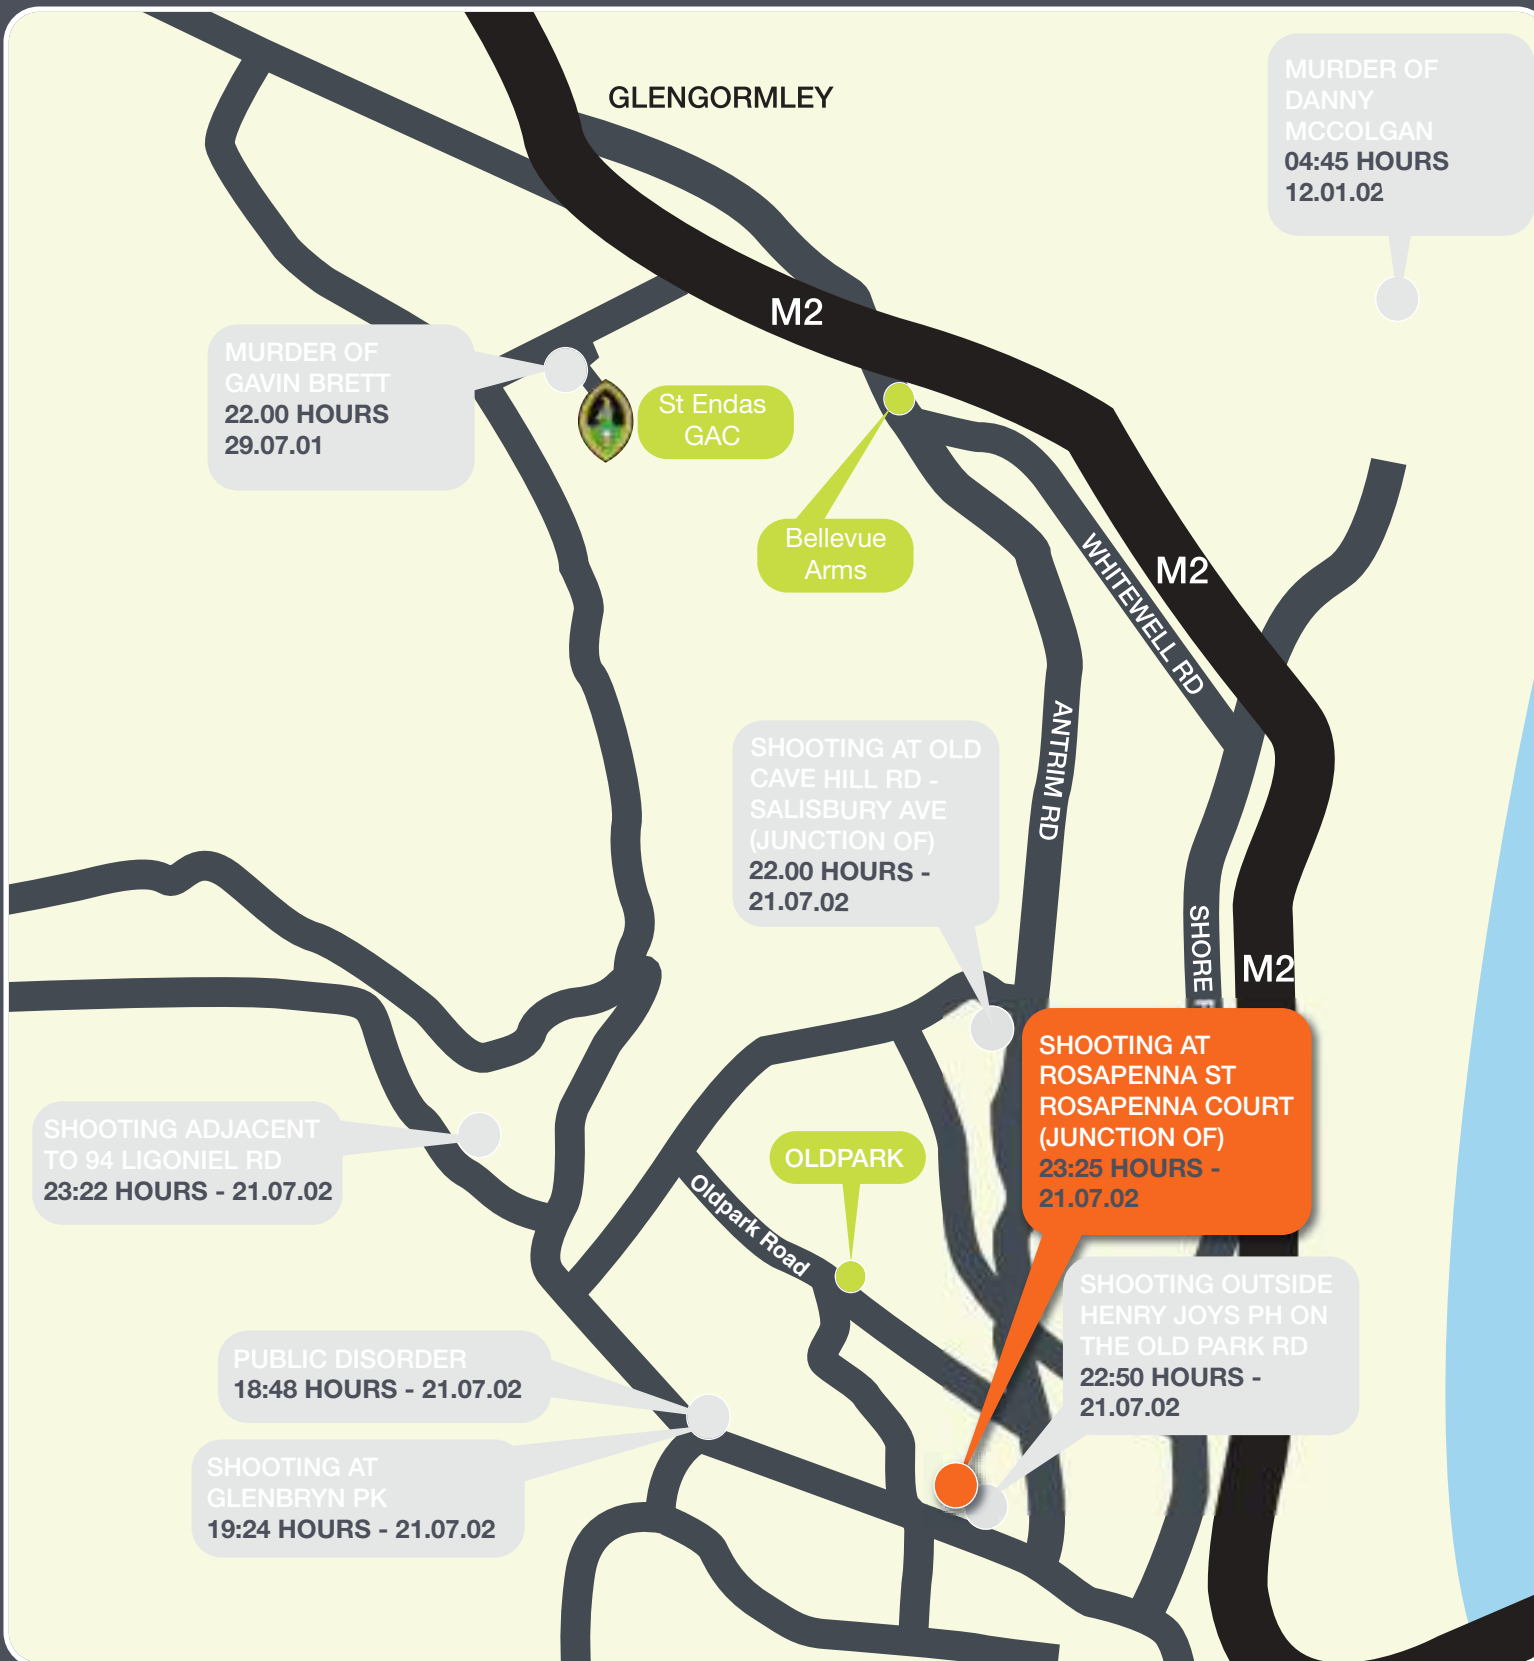 GLENGORMLEY
MURDER OF
DANNY
MCCOLGAN
04:45 HOURS
12.01.02
M2
MURDER OF
GAVIN BRETT
22.00 HOURS
29.07.01
St Endas
GAC
Bellevue
Arms
WHITEWELL RD
M2
ANTRIM RD
SHOOTING AT OLD
CAVE HILL RD -
SALISBURY AVE
(JUNCTION OF)
22.00 HOURS -
21.07.02
SHORE
M2
SHOOTING AT
ROSAPENNA ST
ROSAPENNA COURT
(JUNCTION OF)
23:25 HOURS -
21.07.02
SHOOTING ADJACENT
TO 94 LIGONIEL RD
23:22 HOURS - 21.07.02
OLDPARK
Oldpark Road
SHOOTING OUTSIDE
HENRY JOYS PH ON
THE OLD PARK RD
22:50 HOURS -
21.07.02
PUBLIC DISORDER
18:48 HOURS - 21.07.02
SHOOTING AT
GLENBRYN PK
19:24 HOURS - 21.07.02